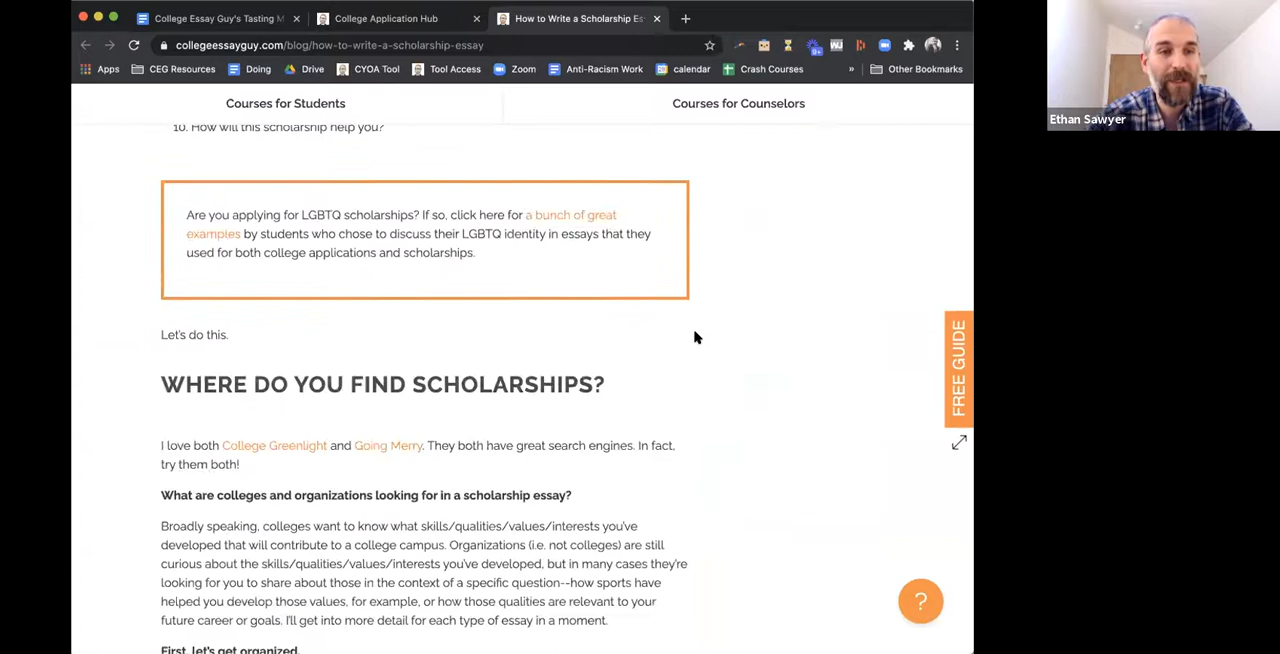 College Essay Guy's Tasting M
College Application Hub
How to Write a Scholarship Es
collegeessayguy.com/blog/how-to-write-a-scholarship-essay
9+
Apps
CEG Resources
Doing
Drive
CYOA Tool
Tool Access
Zoom
Anti-Racism Work
calendar
Crash Courses
»
Other Bookmarks
Courses for Students
Courses for Counselors
10. How will this scholarship help you?
Are you applying for LGBTQ scholarships? If so, click here for a bunch of great
examples by students who chose to discuss their LGBTQ identity in essays that they
used for both college applications and scholarships.
Let's do this.
WHERE DO YOU FIND SCHOLARSHIPS?
I love both College Greenlight and Going Merry. They both have great search engines. In fact,
try them both!
What are colleges and organizations looking for in a scholarship essay?
Broadly speaking, colleges want to know what skills/qualities/values/interests you've
developed that will contribute to a college campus. Organizations (i.e. not colleges) are still
curious about the skills/qualities/values/interests you've developed, but in many cases they're
looking for you to share about those in the context of a specific question--how sports have
helped you develop those values, for example, or how those qualities are relevant to your
future career or goals. I'll get into more detail for each type of essay in a moment.
First, let's get organized.
FREE GUIDE
?
Ethan Sawyer